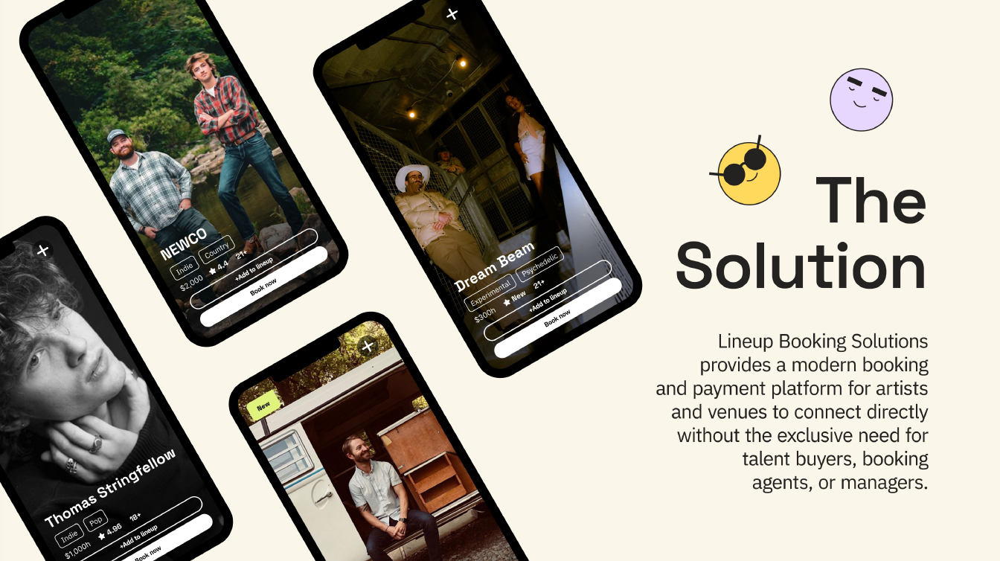 NEWCO
Indie
Country
$2,000
4.4
21+
+Add to lineup
Book now
Dream Beam
Experimental
Psychedelic
$300h
New
21+
+Add to lineup
Book now
Thomas Stringfellow
Indie
Pop
$1,000h
4.96
18+
+Add to lineup
Book now
New
The
Solution
Lineup Booking Solutions
provides a modern booking
and payment platform for artists
and venues to connect directly
without the exclusive need for
talent buyers, booking
agents, or managers.